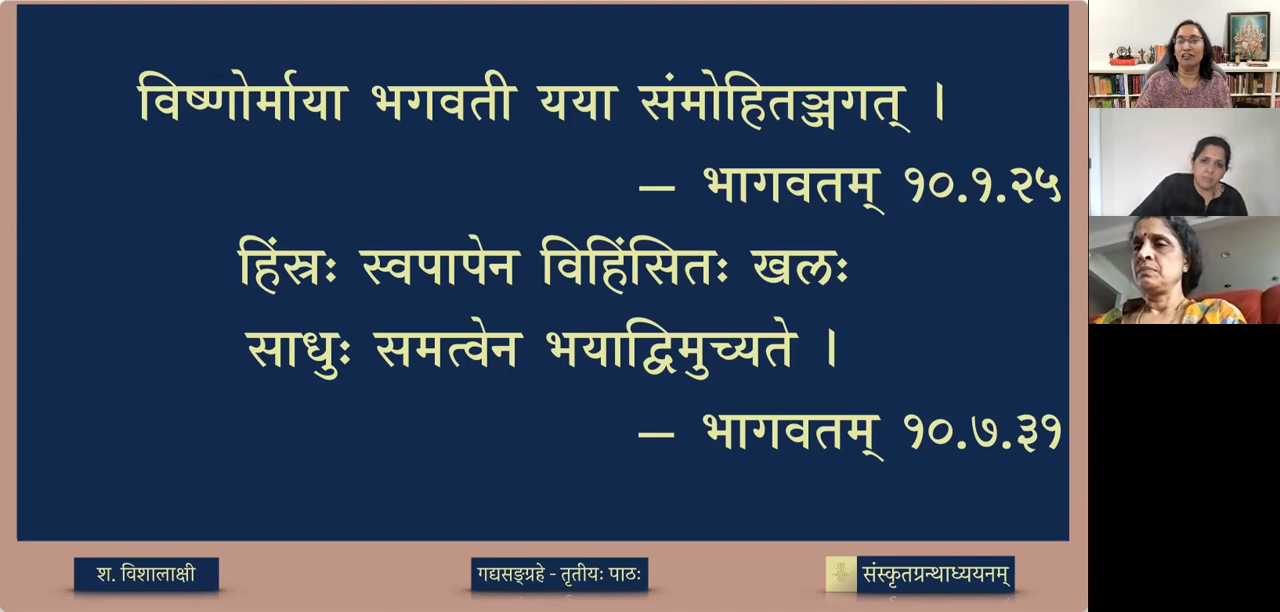 विष्णोर्माया भगवती यया संमोहितञ्जगत् ।
– भागवतम् १०.१.२५
हिंस्रः स्वपापेन विहिंसितः खलः
साधुः समत्वेन भयाद्विमुच्यते ।
– भागवतम् १०.७.३१
श. विशालाक्षी
गद्यसङ्ग्रहे - तृतीयः पाठः
संस्कृतग्रन्थाध्ययनम्